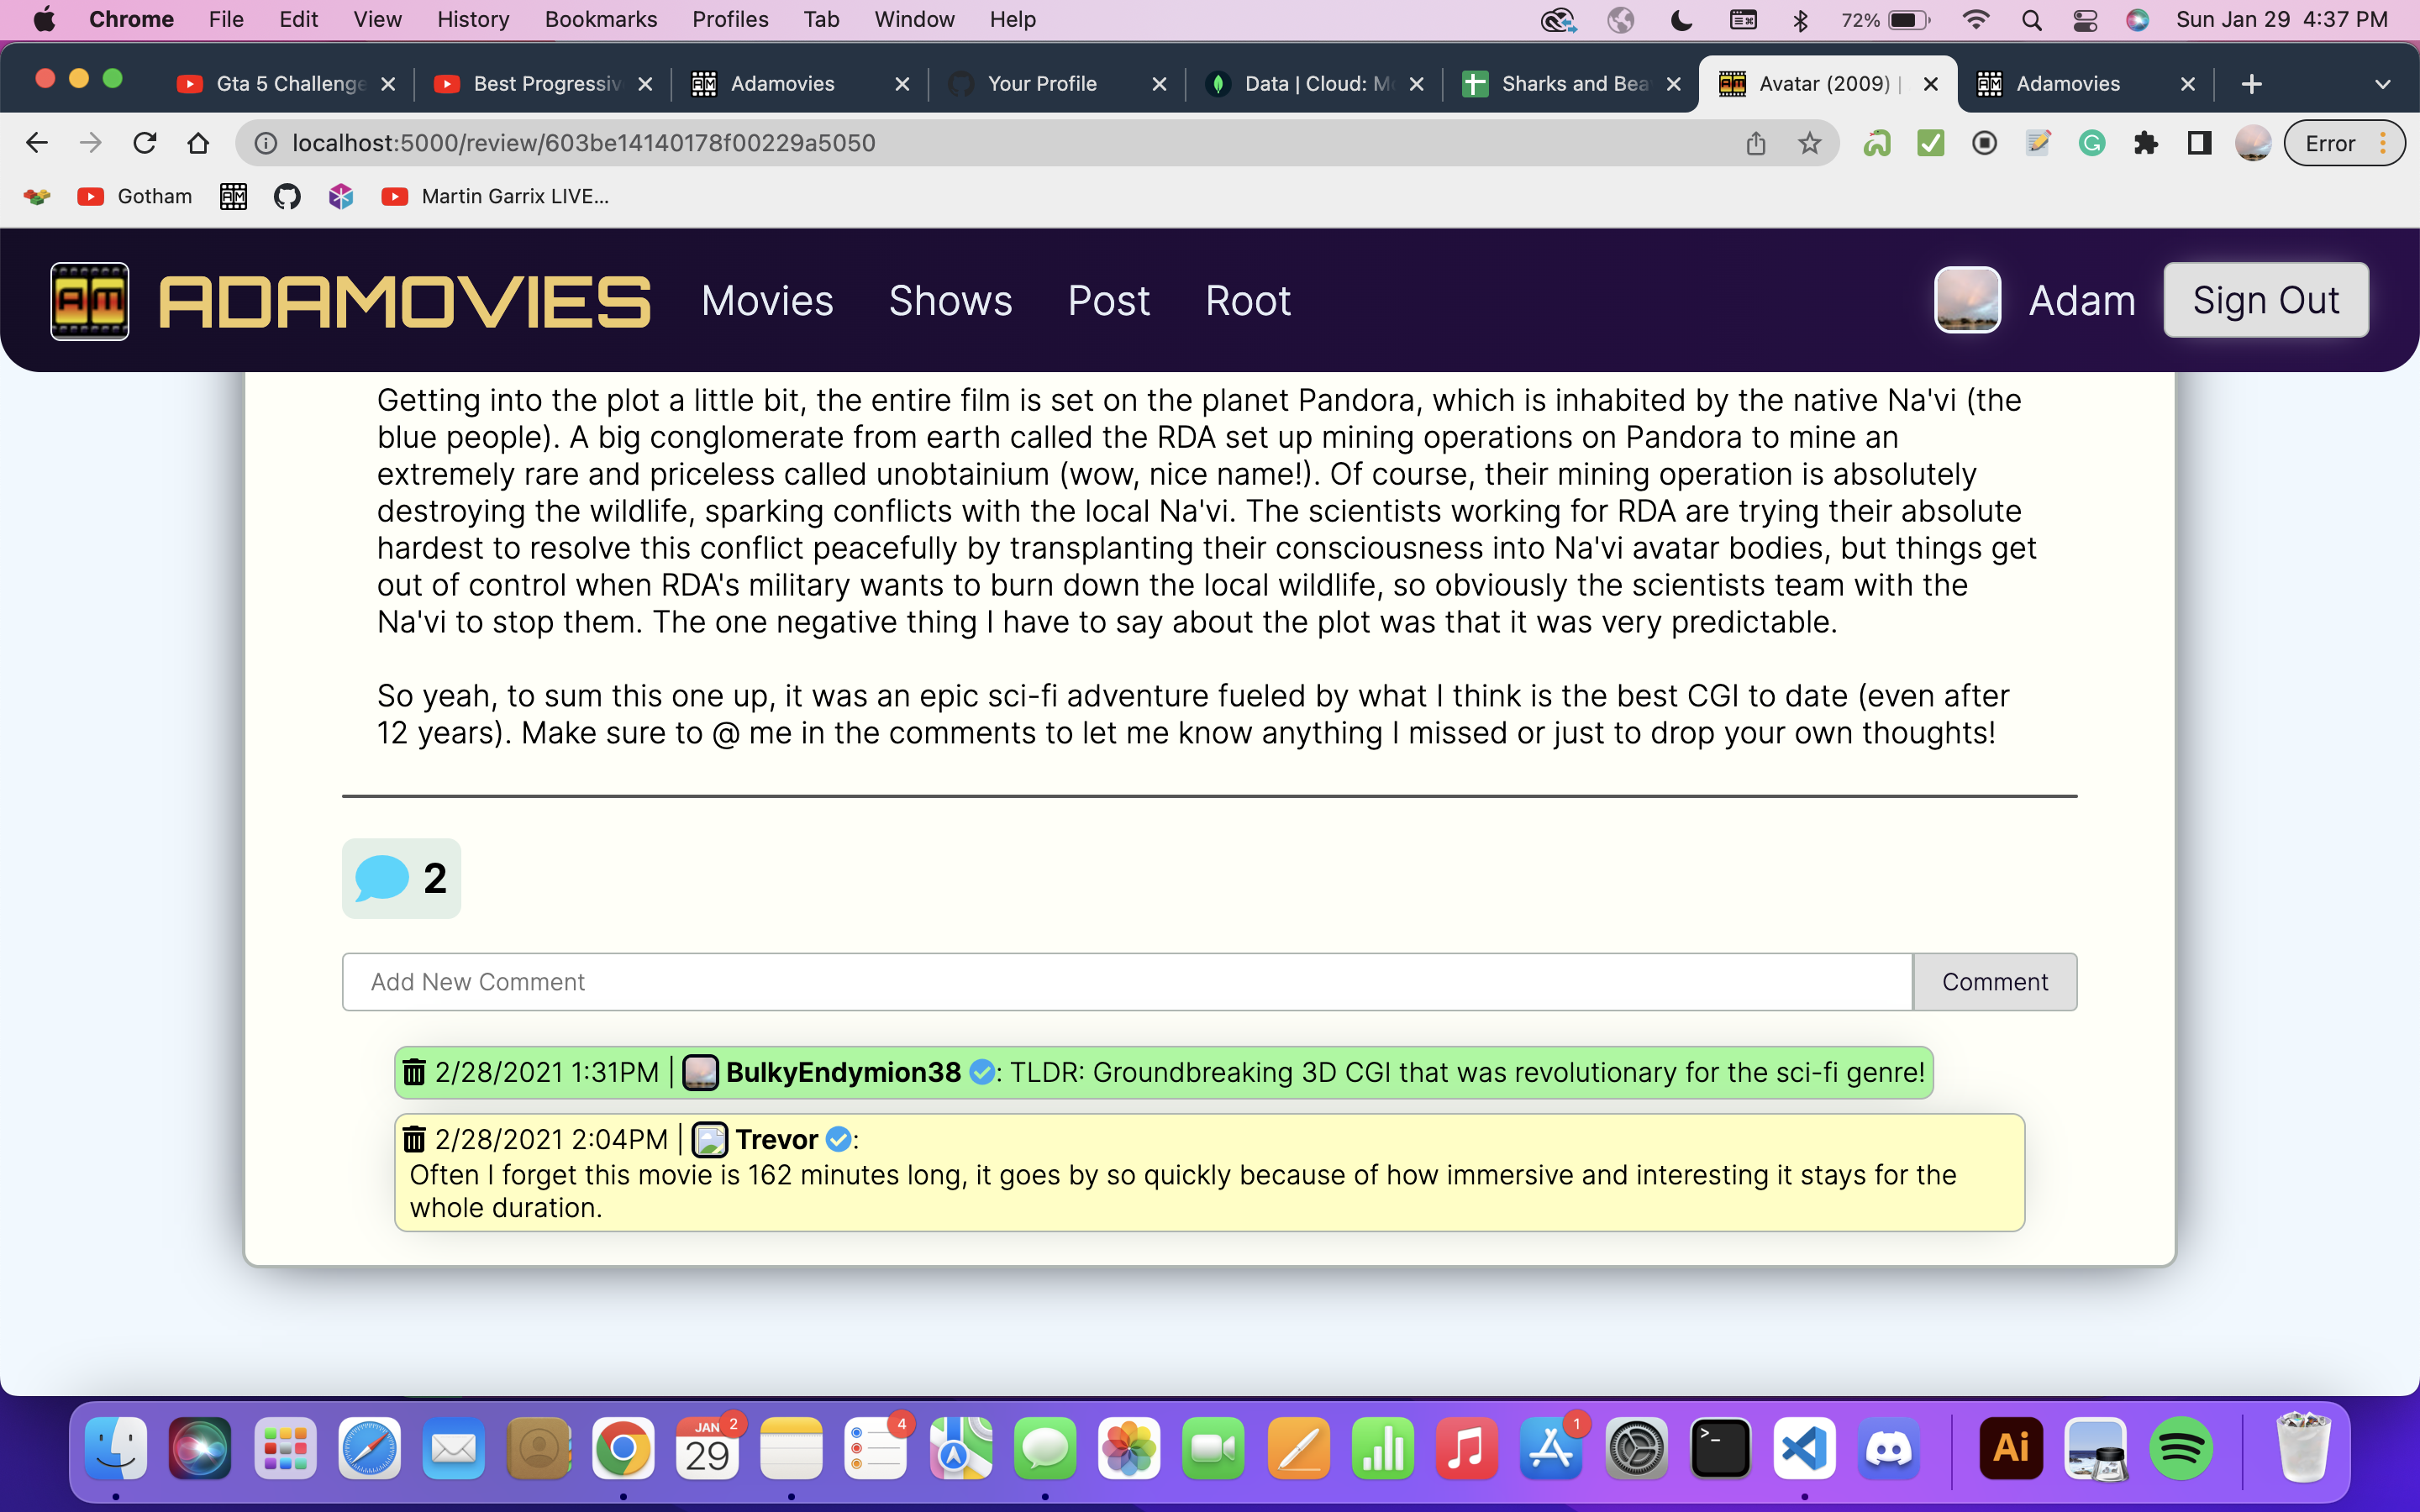 Chrome File Edit View History Bookmarks Profiles Tab Window Help 72% Sun Jan 29 4:37 PM
Gta 5 Challenge Best Progressiv Adamovies Your Profile Data | Cloud: Mo Sharks and Bea Avatar (2009) | Adamovies
localhost:5000/review/603be14140178f00229a5050 Error
Gotham AM Martin Garrix LIVE...
AM ADAMOVIES Movies Shows Post Root Adam Sign Out
Getting into the plot a little bit, the entire film is set on the planet Pandora, which is inhabited by the native Na'vi (the
blue people). A big conglomerate from earth called the RDA set up mining operations on Pandora to mine an
extremely rare and priceless called unobtainium (wow, nice name!). Of course, their mining operation is absolutely
destroying the wildlife, sparking conflicts with the local Na'vi. The scientists working for RDA are trying their absolute
hardest to resolve this conflict peacefully by transplanting their consciousness into Na'vi avatar bodies, but things get
out of control when RDA's military wants to burn down the local wildlife, so obviously the scientists team with the
Na'vi to stop them. The one negative thing I have to say about the plot was that it was very predictable.
So yeah, to sum this one up, it was an epic sci-fi adventure fueled by what I think is the best CGI to date (even after
12 years). Make sure to @ me in the comments to let me know anything I missed or just to drop your own thoughts!
2
Add New Comment Comment
2/28/2021 1:31PM | BulkyEndymion38 : TLDR: Groundbreaking 3D CGI that was revolutionary for the sci-fi genre!
2/28/2021 2:04PM | Trevor :
Often I forget this movie is 162 minutes long, it goes by so quickly because of how immersive and interesting it stays for the
whole duration.
JAN 2 4 1
29 >_ Ai